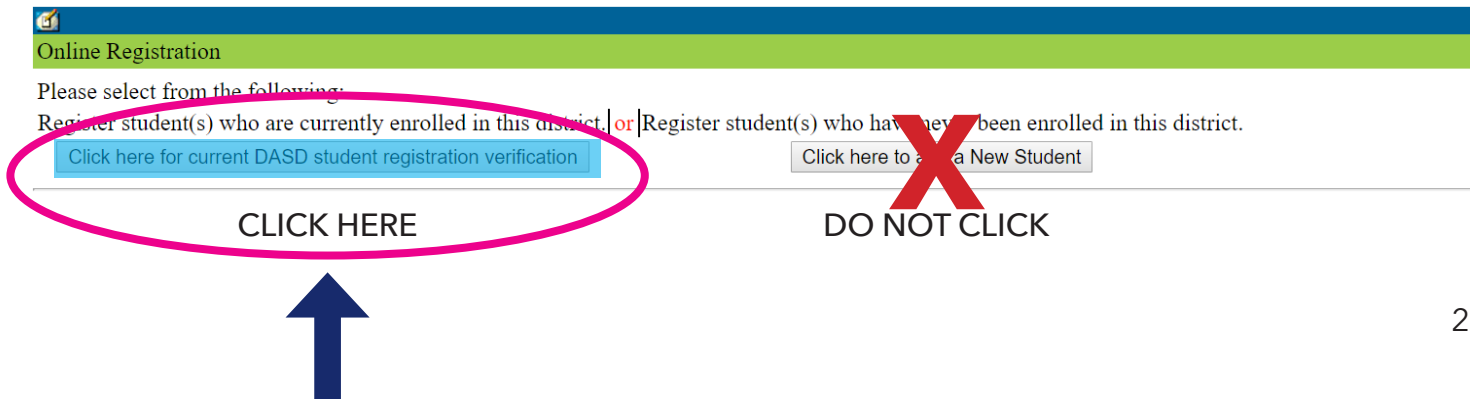 Online Registration
Please select from the following:
Register student(s) who are currently enrolled in this district. or Register student(s) who have never been enrolled in this district.
Click here for current DASD student registration verification Click here to a a New Student
CLICK HERE DO NOT CLICK
2